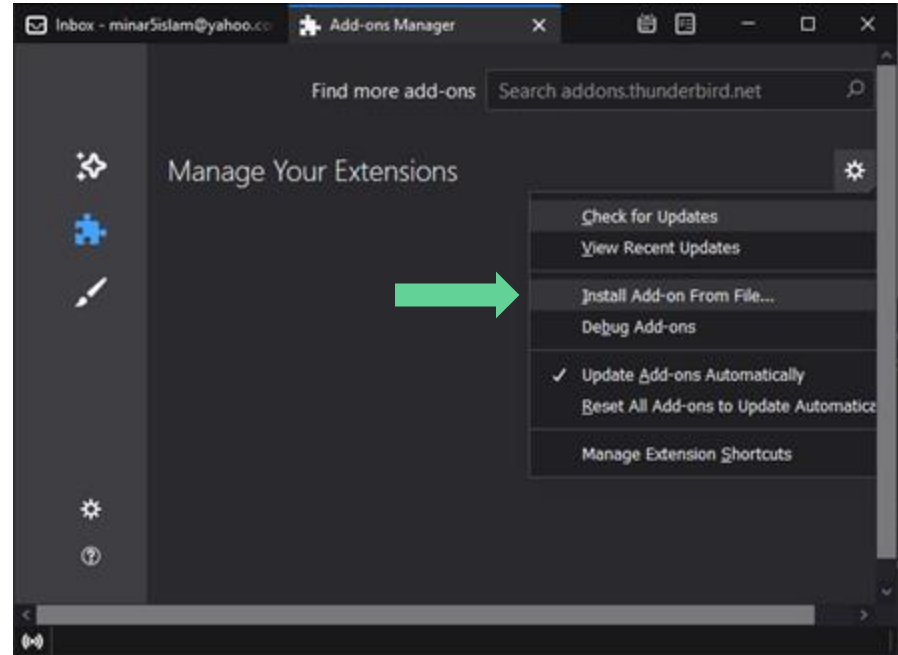 Inbox - minar5islam@yahoo.co
Add-ons Manager
Find more add-ons
Search addons.thunderbird.net
Manage Your Extensions
Check for Updates
View Recent Updates
Install Add-on From File...
Debug Add-ons
✓ Update Add-ons Automatically
Reset All Add-ons to Update Automatica
Manage Extension Shortcuts